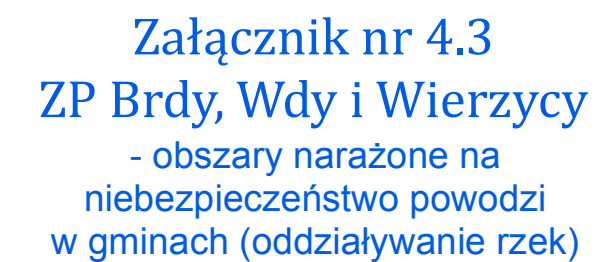 Załącznik nr 4.3
ZP Brdy, Wdy i Wierzycy
- obszary narażone na
niebezpieczeństwo powodzi
w gminach (oddziaływanie rzek)